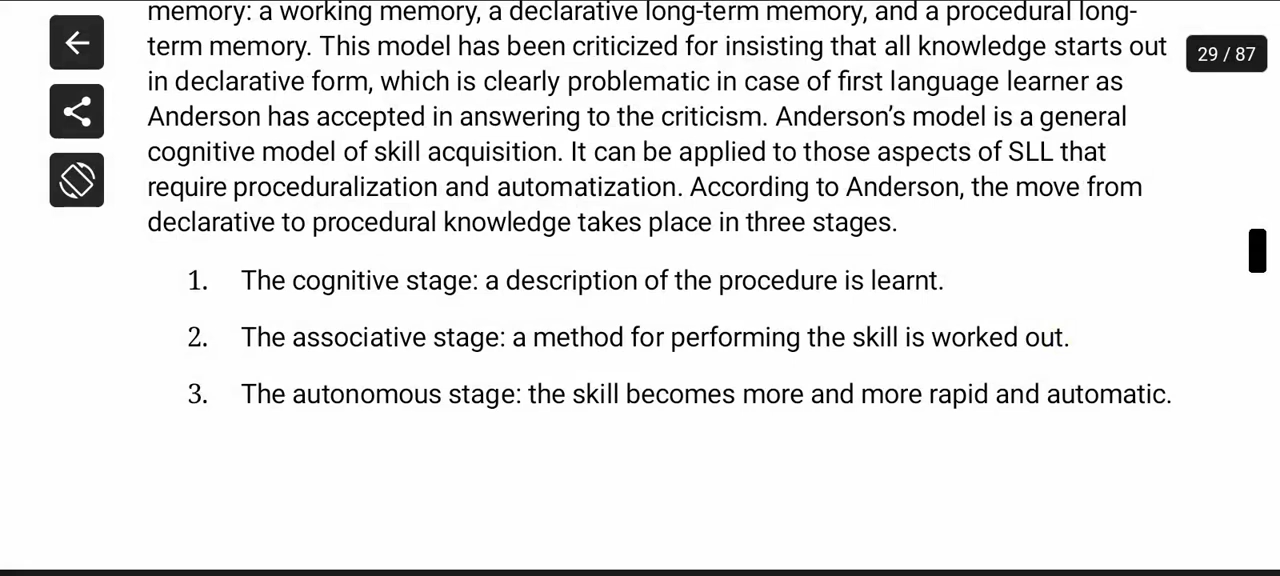 memory: a working memory, a declarative long-term memory, and a procedural long-
term memory. This model has been criticized for insisting that all knowledge starts out
29 / 87
in declarative form, which is clearly problematic in case of first language learner as
Anderson has accepted in answering to the criticism. Anderson’s model is a general
cognitive model of skill acquisition. It can be applied to those aspects of SLL that
require proceduralization and automatization. According to Anderson, the move from
declarative to procedural knowledge takes place in three stages.
1. The cognitive stage: a description of the procedure is learnt.
2. The associative stage: a method for performing the skill is worked out.
3. The autonomous stage: the skill becomes more and more rapid and automatic.